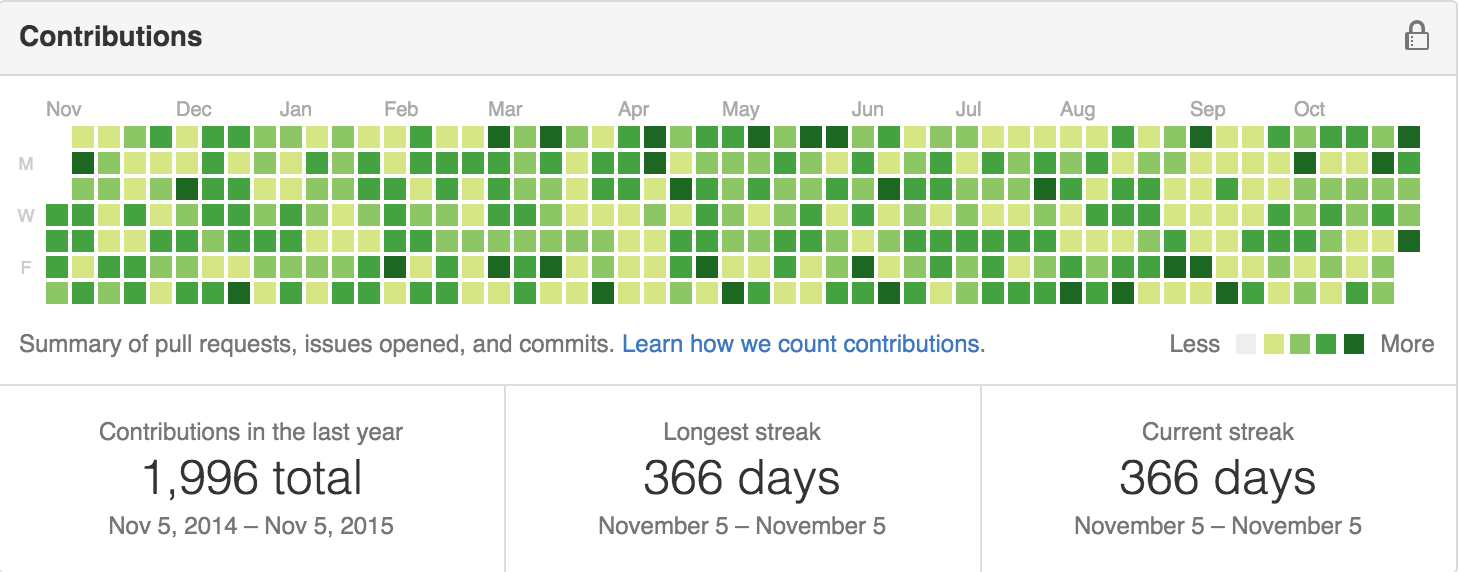 Contributions
Nov Dec Jan Feb Mar Apr May Jun Jul Aug Sep Oct
M
W
F
Summary of pull requests, issues opened, and commits. Learn how we count contributions. Less More
Contributions in the last year Longest streak Current streak
1,996 total 366 days 366 days
Nov 5, 2014 – Nov 5, 2015 November 5 – November 5 November 5 – November 5